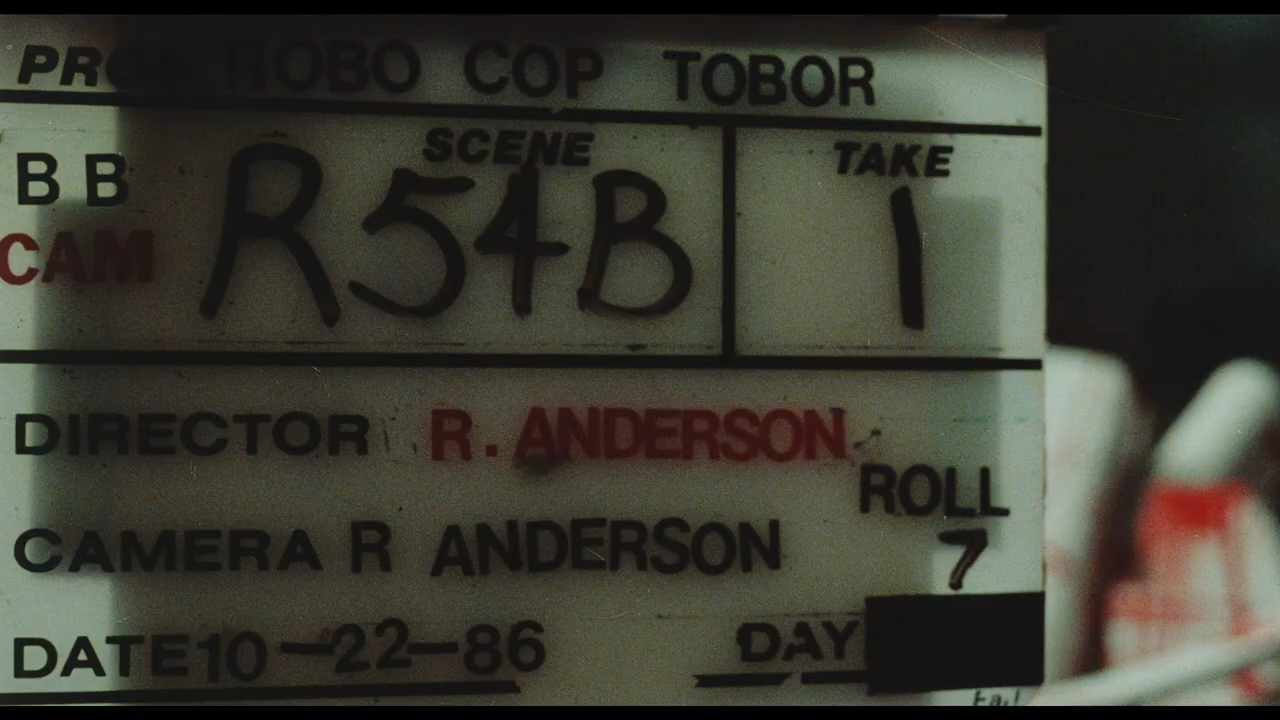 PROD. ROBO COP TOBOR
SCENE TAKE
B B R54B 1
CAM
DIRECTOR R. ANDERSON
ROLL
CAMERA R ANDERSON 7
DATE 10-22-86 DAY